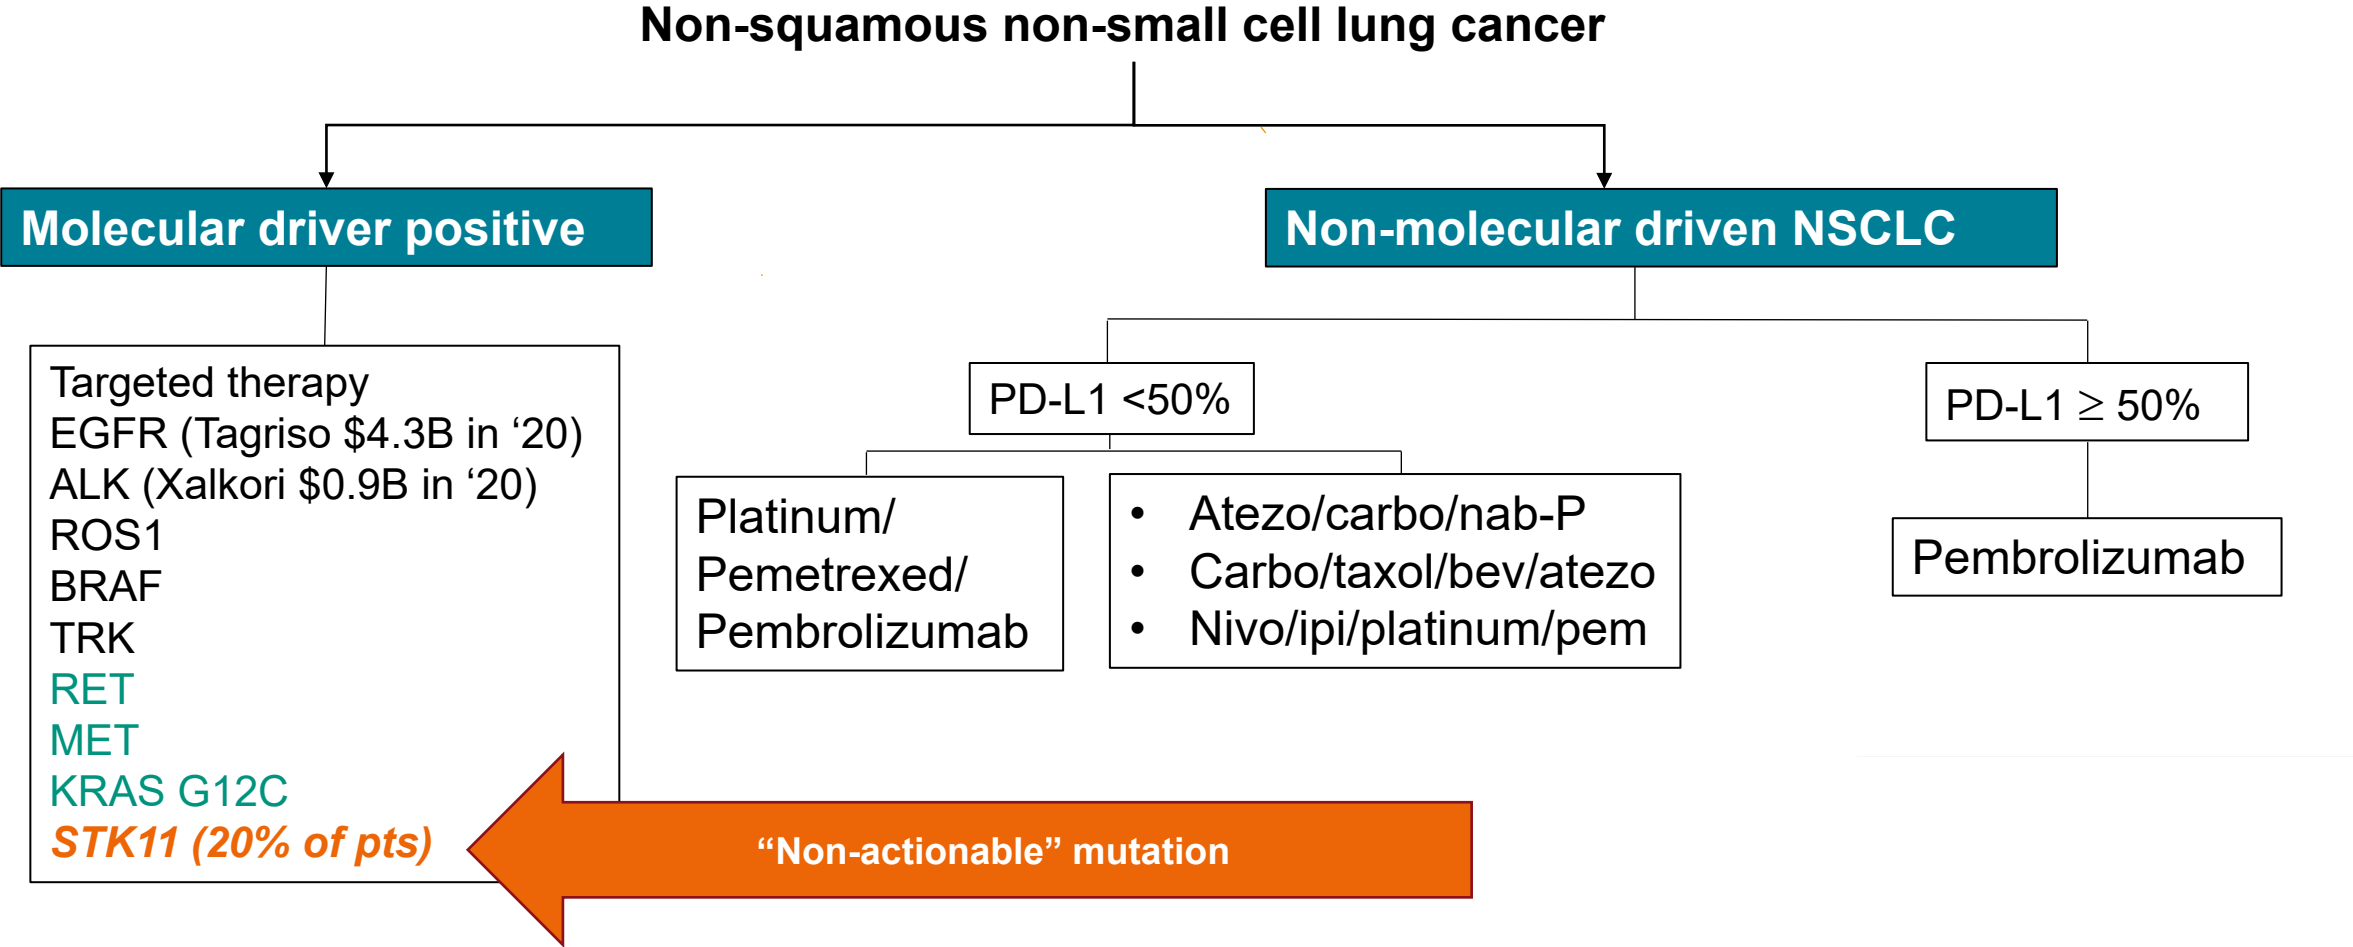 Non-squamous non-small cell lung cancer
Molecular driver positive
Non-molecular driven NSCLC
Targeted therapy
EGFR (Tagriso $4.3B in ‘20)
ALK (Xalkori $0.9B in ‘20)
ROS1
BRAF
TRK
RET
MET
KRAS G12C
STK11 (20% of pts)
“Non-actionable” mutation
PD-L1 <50%
Platinum/
Pemetrexed/
Pembrolizumab
• Atezo/carbo/nab-P
• Carbo/taxol/bev/atezo
• Nivo/ipi/platinum/pem
PD-L1 ≥ 50%
Pembrolizumab